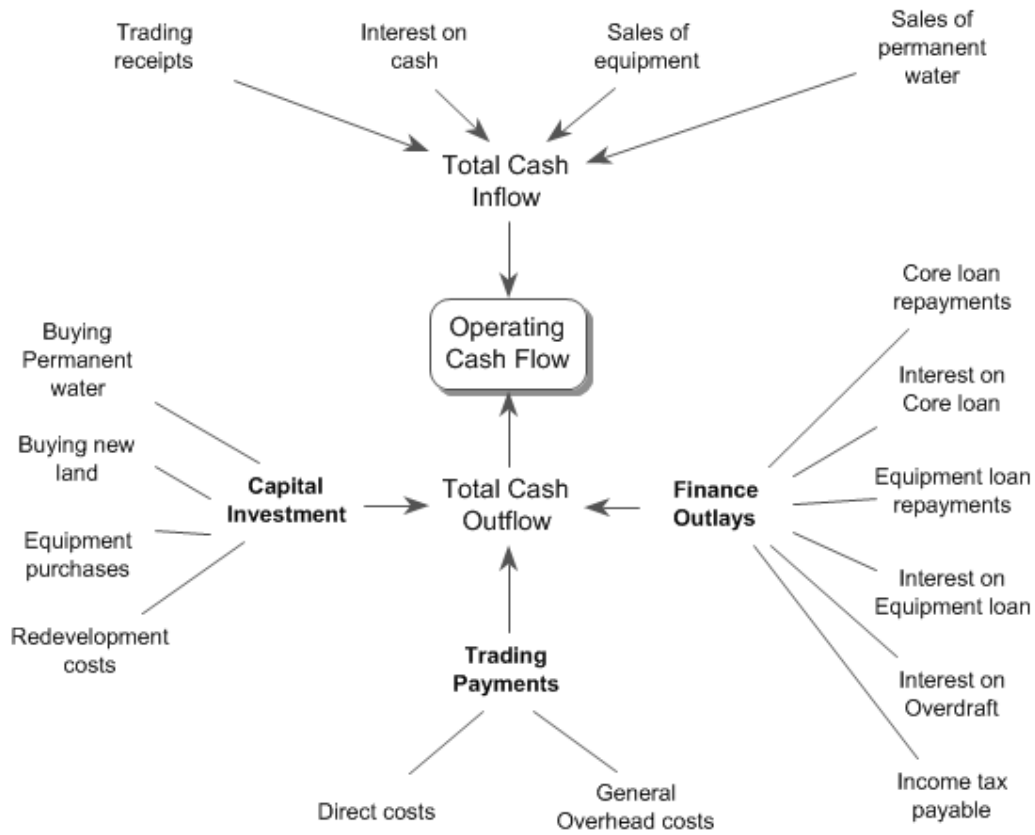 Trading
receipts
Interest on
cash
Sales of
equipment
Sales of
permanent
water
Total Cash
Inflow
Operating
Cash Flow
Buying
Permanent
water
Buying new
land
Equipment
purchases
Redevelopment
costs
Capital
Investment
Total Cash
Outflow
Finance
Outlays
Core loan
repayments
Interest on
Core loan
Equipment loan
repayments
Interest on
Equipment loan
Interest on
Overdraft
Income tax
payable
Trading
Payments
Direct costs
General
Overhead costs